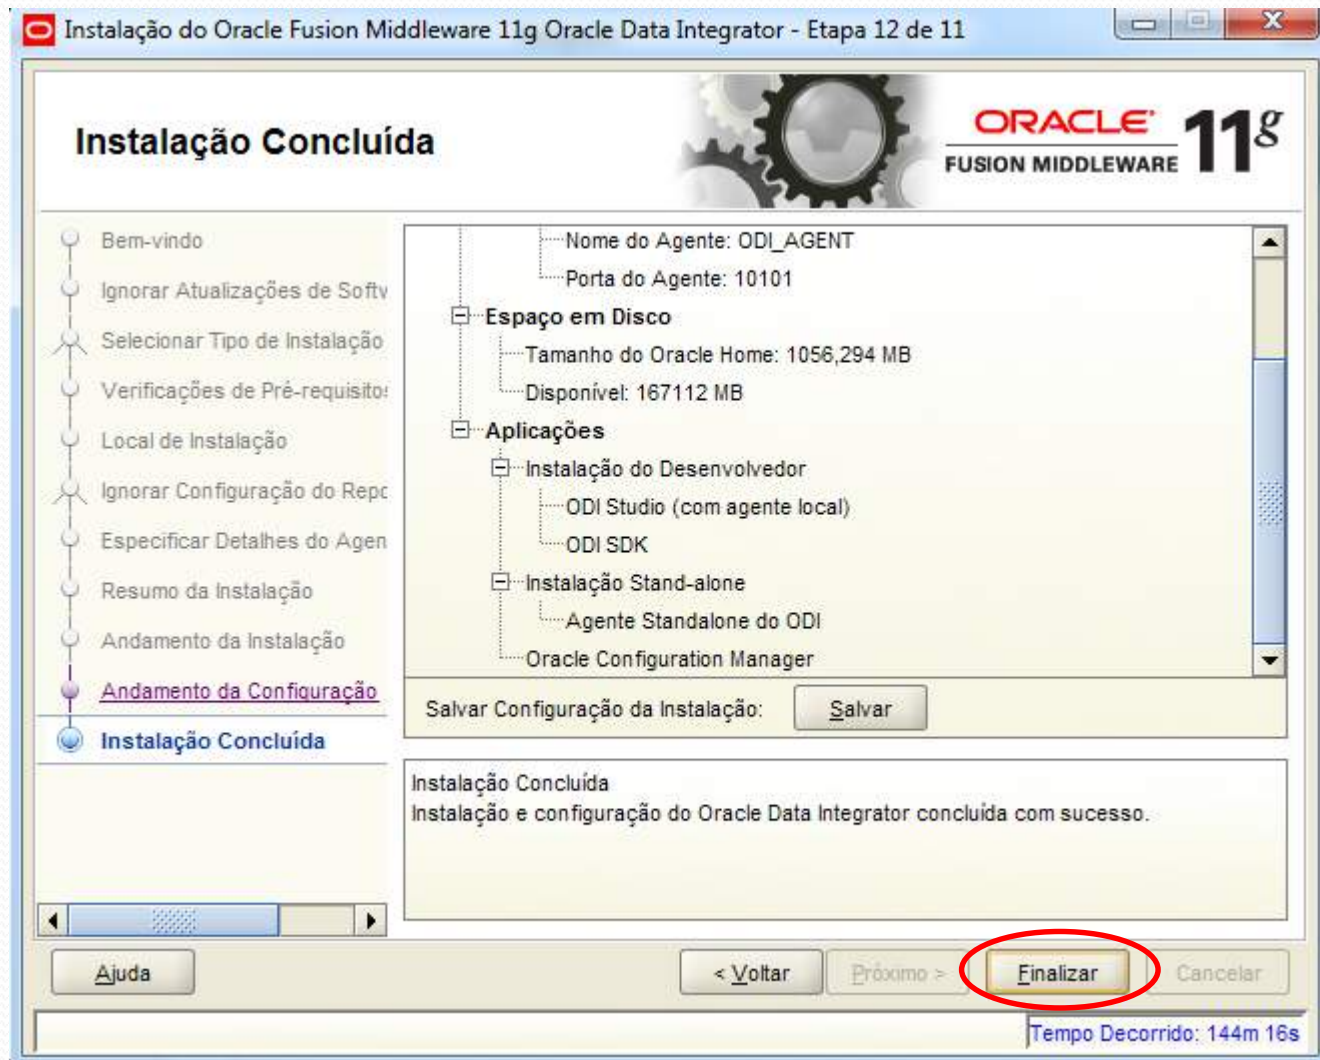 Instalação do Oracle Fusion Middleware 11g Oracle Data Integrator - Etapa 12 de 11
Instalação Concluída
ORACLE
FUSION MIDDLEWARE 11g
Bem-vindo
Ignorar Atualizações de Softv
Selecionar Tipo de Instalação
Verificações de Pré-requisitos
Local de Instalação
Ignorar Configuração do Repo
Especificar Detalhes do Agen
Resumo da Instalação
Andamento da Instalação
Andamento da Configuração
Instalação Concluída
Nome do Agente: ODI_AGENT
Porta do Agente: 10101
Espaço em Disco
Tamanho do Oracle Home: 1056,294 MB
Disponível: 167112 MB
Aplicações
Instalação do Desenvolvedor
ODI Studio (com agente local)
ODI SDK
Instalação Stand-alone
Agente Standalone do ODI
Oracle Configuration Manager
Salvar Configuração da Instalação: Salvar
Instalação Concluída
Instalação e configuração do Oracle Data Integrator concluída com sucesso.
Ajuda < Voltar Próximo > Finalizar Cancelar
Tempo Decorrido: 144m 16s